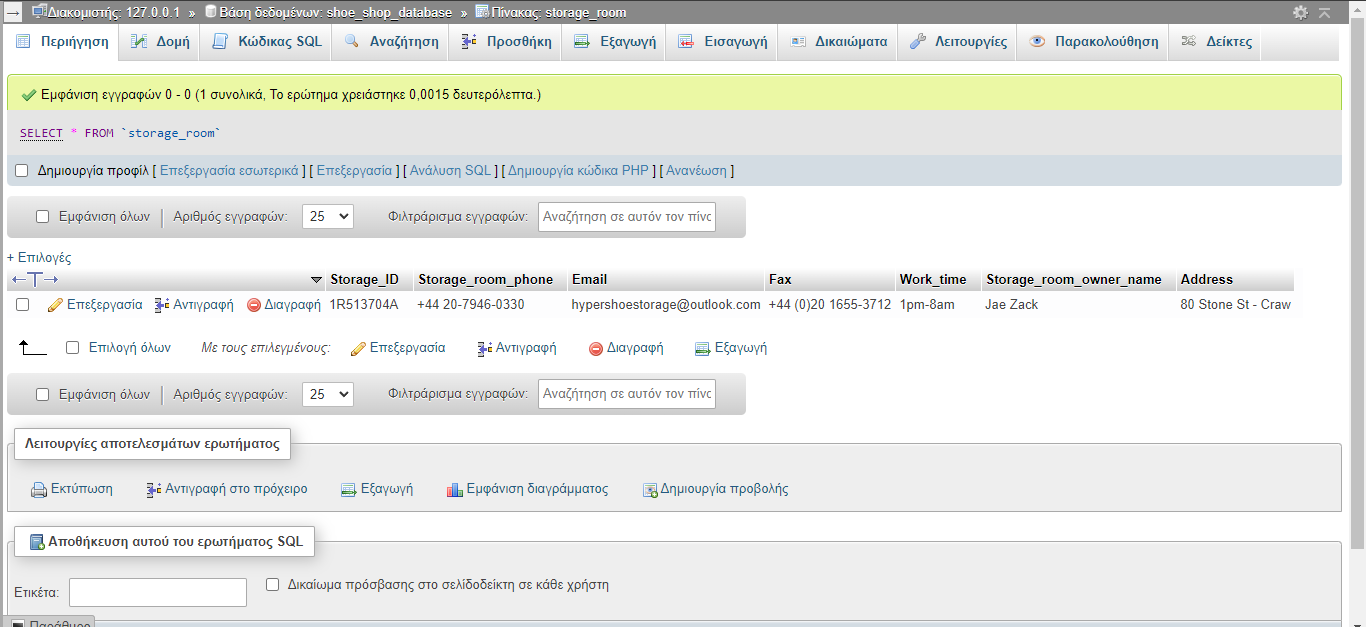 Διακομιστής: 127.0.0.1 » Βάση δεδομένων: shoe_shop_database » Πίνακας: storage_room
Περιήγηση Δομή Κώδικας SQL Αναζήτηση Προσθήκη Εξαγωγή Εισαγωγή Δικαιώματα Λειτουργίες Παρακολούθηση Δείκτες
Εμφάνιση εγγραφών 0 - 0 (1 συνολικά, Το ερώτημα χρειάστηκε 0,0015 δευτερόλεπτα.)
SELECT * FROM `storage_room`
Δημιουργία προφίλ [ Επεξεργασία εσωτερικά ] [ Επεξεργασία ] [ Ανάλυση SQL ] [ Δημιουργία κώδικα PHP ] [ Ανανέωση ]
Εμφάνιση όλων Αριθμός εγγραφών: 25 Φιλτράρισμα εγγραφών: Αναζήτηση σε αυτόν τον πίνα
+ Επιλογές
←T→ Storage_ID Storage_room_phone Email Fax Work_time Storage_room_owner_name Address
Επεξεργασία Αντιγραφή Διαγραφή 1R513704A +44 20-7946-0330 hypershoestorage@outlook.com +44 (0)20 1655-3712 1pm-8am Jae Zack 80 Stone St - Craw
Επιλογή όλων Με τους επιλεγμένους: Επεξεργασία Αντιγραφή Διαγραφή Εξαγωγή
Εμφάνιση όλων Αριθμός εγγραφών: 25 Φιλτράρισμα εγγραφών: Αναζήτηση σε αυτόν τον πίνα
Λειτουργίες αποτελεσμάτων ερωτήματος
Εκτύπωση Αντιγραφή στο πρόχειρο Εξαγωγή Εμφάνιση διαγράμματος Δημιουργία προβολής
Αποθήκευση αυτού του ερωτήματος SQL
Ετικέτα: Δικαίωμα πρόσβασης στο σελίδοδείκτη σε κάθε χρήστη
Παράθυρο